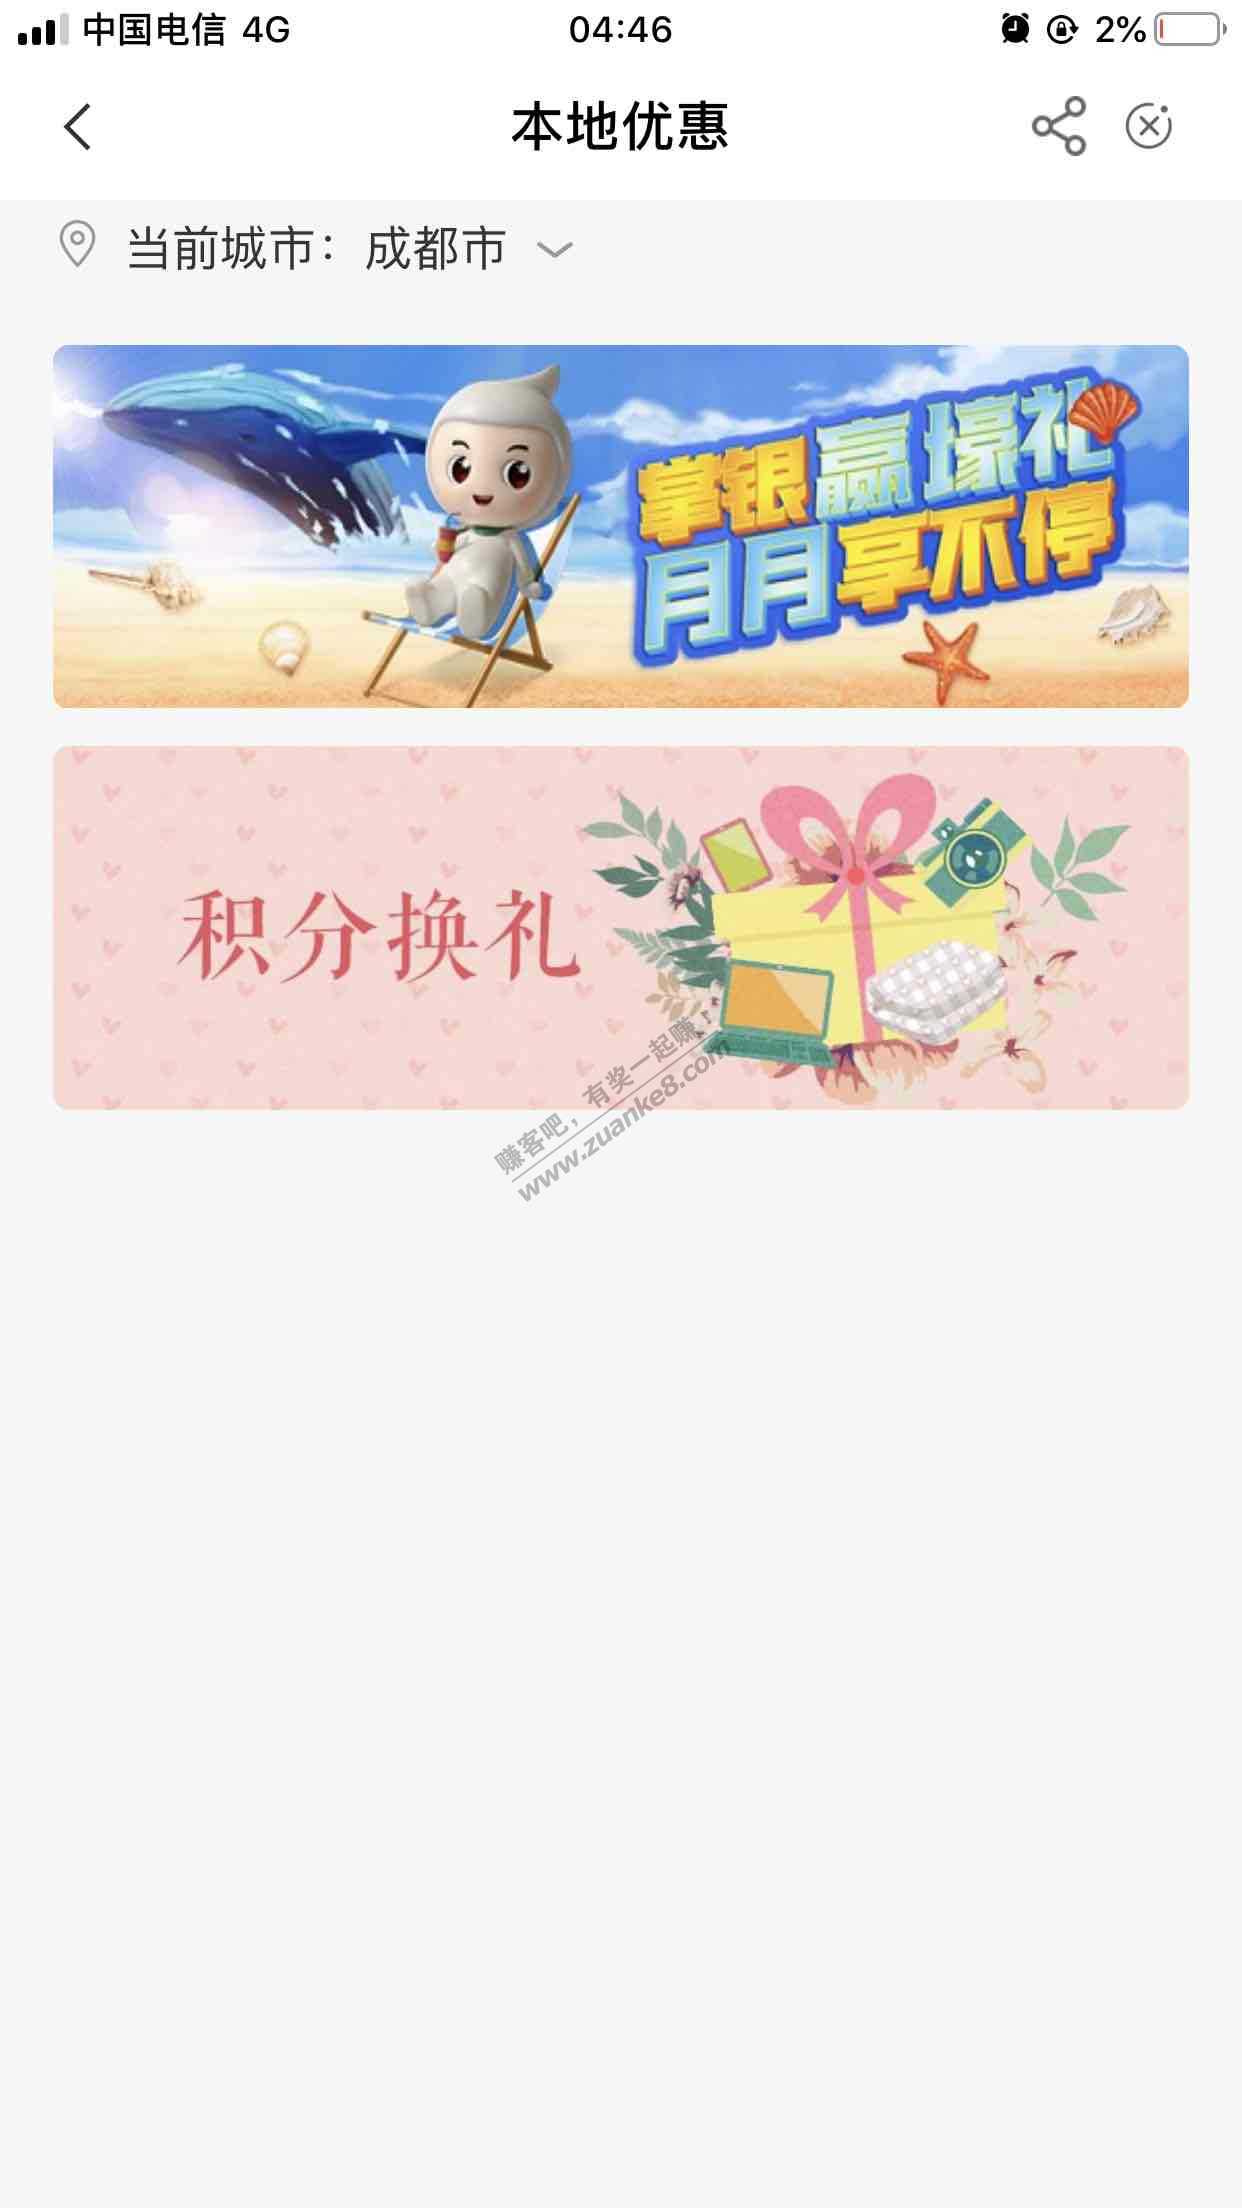 中国电信 4G 04:46 2%
本地优惠
当前城市：成都市
掌银赢壕礼
月月享不停
积分换礼
赚客吧，有奖一起赚！
www.zuanke8.com